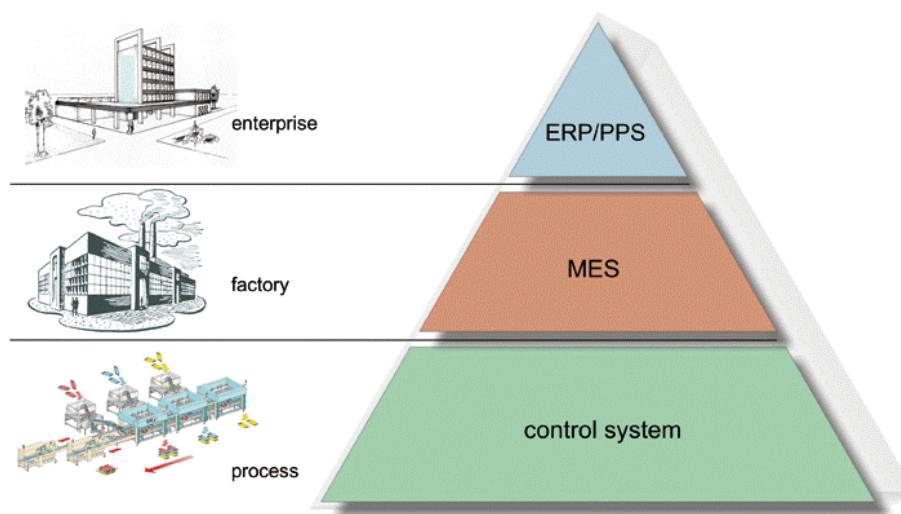 enterprise
ERP/PPS
factory
MES
process
control system